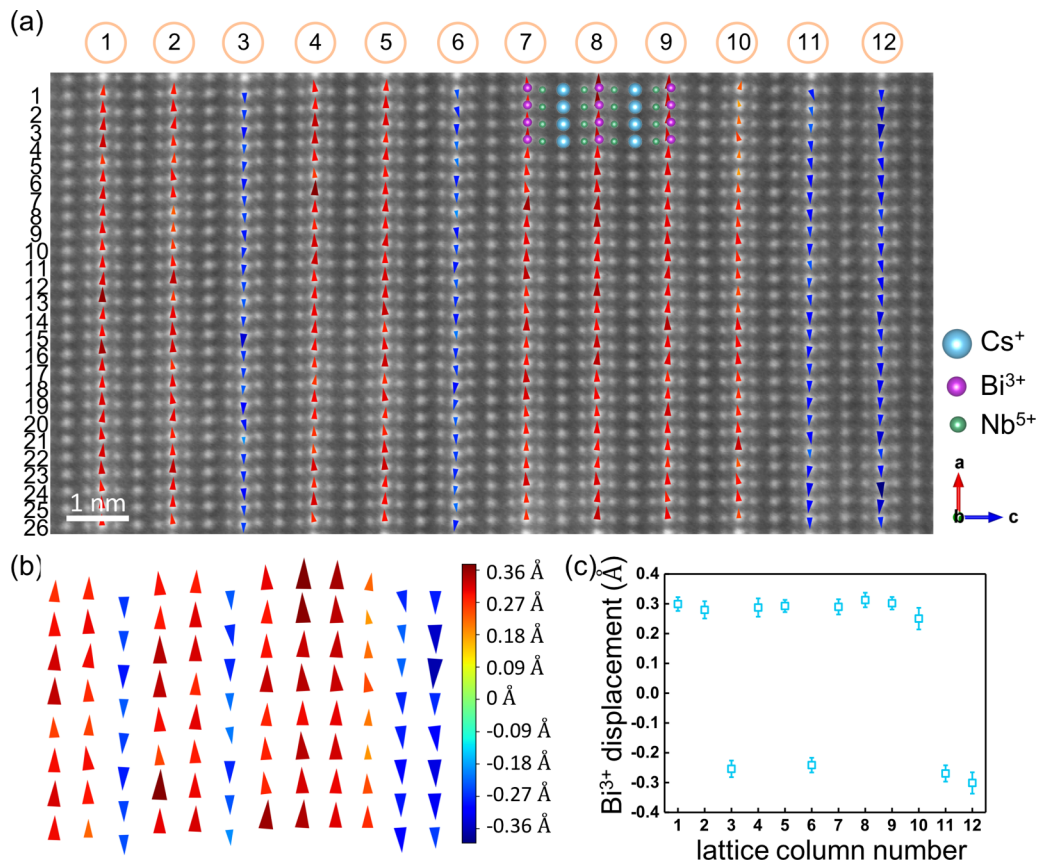 (a)
1 2 3 4 5 6 7 8 9 10 11 12
1
2
3
4
5
6
7
8
9
10
11
12
13
14
15
16
17
18
19
20
21
22
23
24
25
26
1 nm
Cs⁺
Bi³⁺
Nb⁵⁺
a
b
c
(b)
0.36 Å
0.27 Å
0.18 Å
0.09 Å
0 Å
-0.09 Å
-0.18 Å
-0.27 Å
-0.36 Å
(c)
Bi³⁺ displacement (Å)
0.4
0.3
0.2
0.1
0.0
-0.1
-0.2
-0.3
-0.4
1 2 3 4 5 6 7 8 9 10 11 12
lattice column number